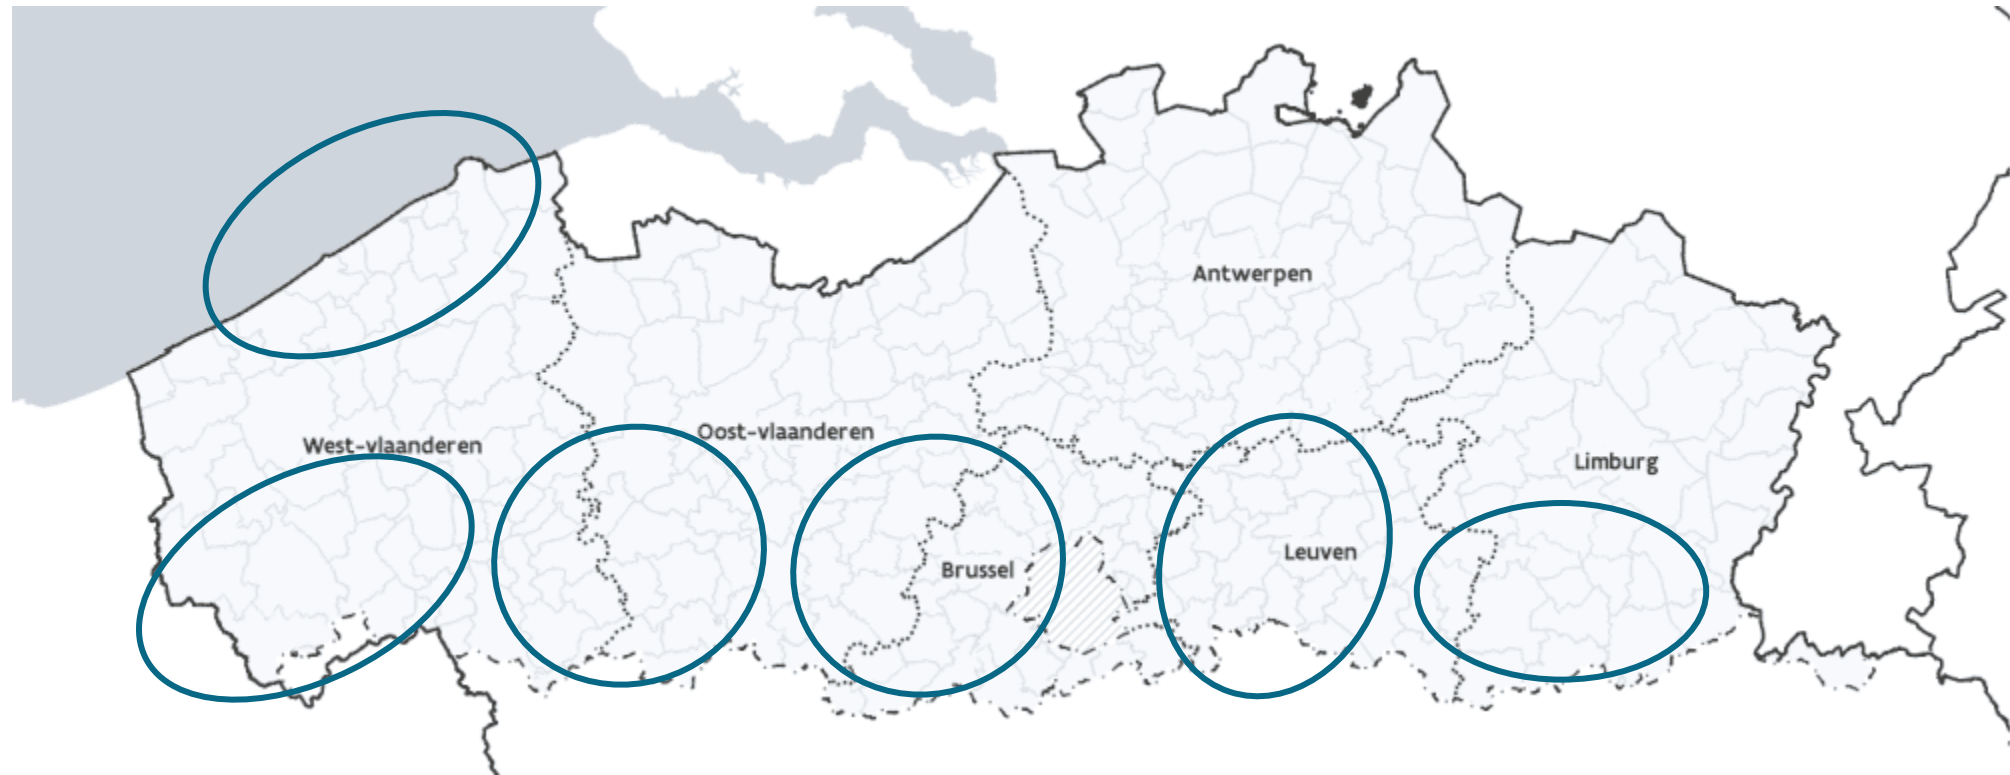 Antwerpen
West-vlaanderen
Oost-vlaanderen
Limburg
Leuven
Brussel